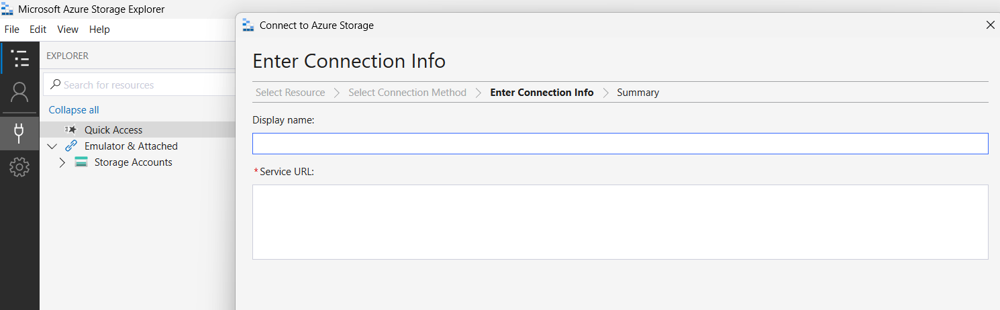 Microsoft Azure Storage Explorer
File Edit View Help
EXPLORER
Search for resources
Collapse all
Quick Access
Emulator & Attached
Storage Accounts
Connect to Azure Storage
Enter Connection Info
Select Resource Select Connection Method Enter Connection Info Summary
Display name:
* Service URL: